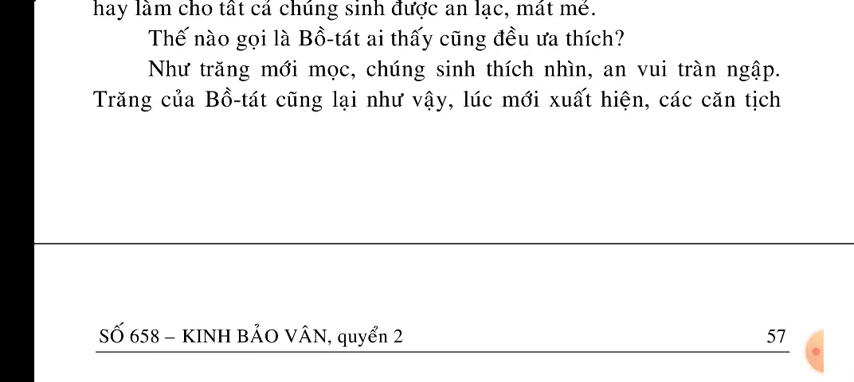 hay làm cho tất cả chúng sinh được an lạc, mát mẻ.
Thế nào gọi là Bồ-tát ai thấy cũng đều ưa thích?
Như trăng mới mọc, chúng sinh thích nhìn, an vui tràn ngập.
Trăng của Bồ-tát cũng lại như vậy, lúc mới xuất hiện, các căn tịch
SỐ 658 – KINH BẢO VÂN, quyển 2 57